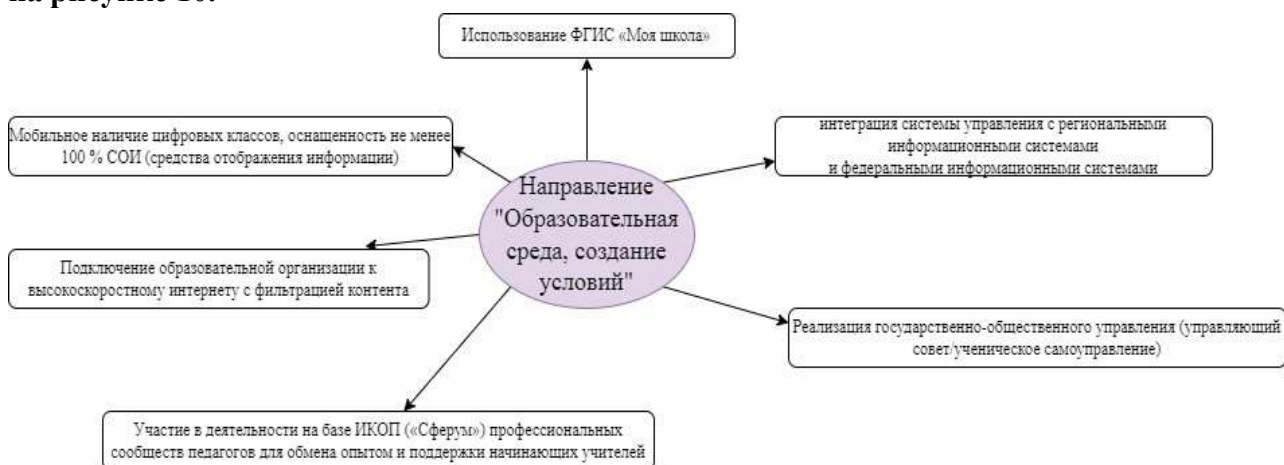 на рисунке 10.
Использование ФГИС «Моя школа»
Мобильное наличие цифровых классов, оснащенность не менее
100 % СОИ (средства отображения информации)
интеграция системы управления с региональными
информационными системами
и федеральными информационными системами
Направление
"Образовательная
среда, создание
условий"
Подключение образовательной организации к
высокоскоростному интернету с фильтрацией контента
Реализация государственно-общественного управления (управляющий
совет/ученическое самоуправление)
Участие в деятельности на базе ИКОП («Сферум») профессиональных
сообществ педагогов для обмена опытом и поддержки начинающих учителей